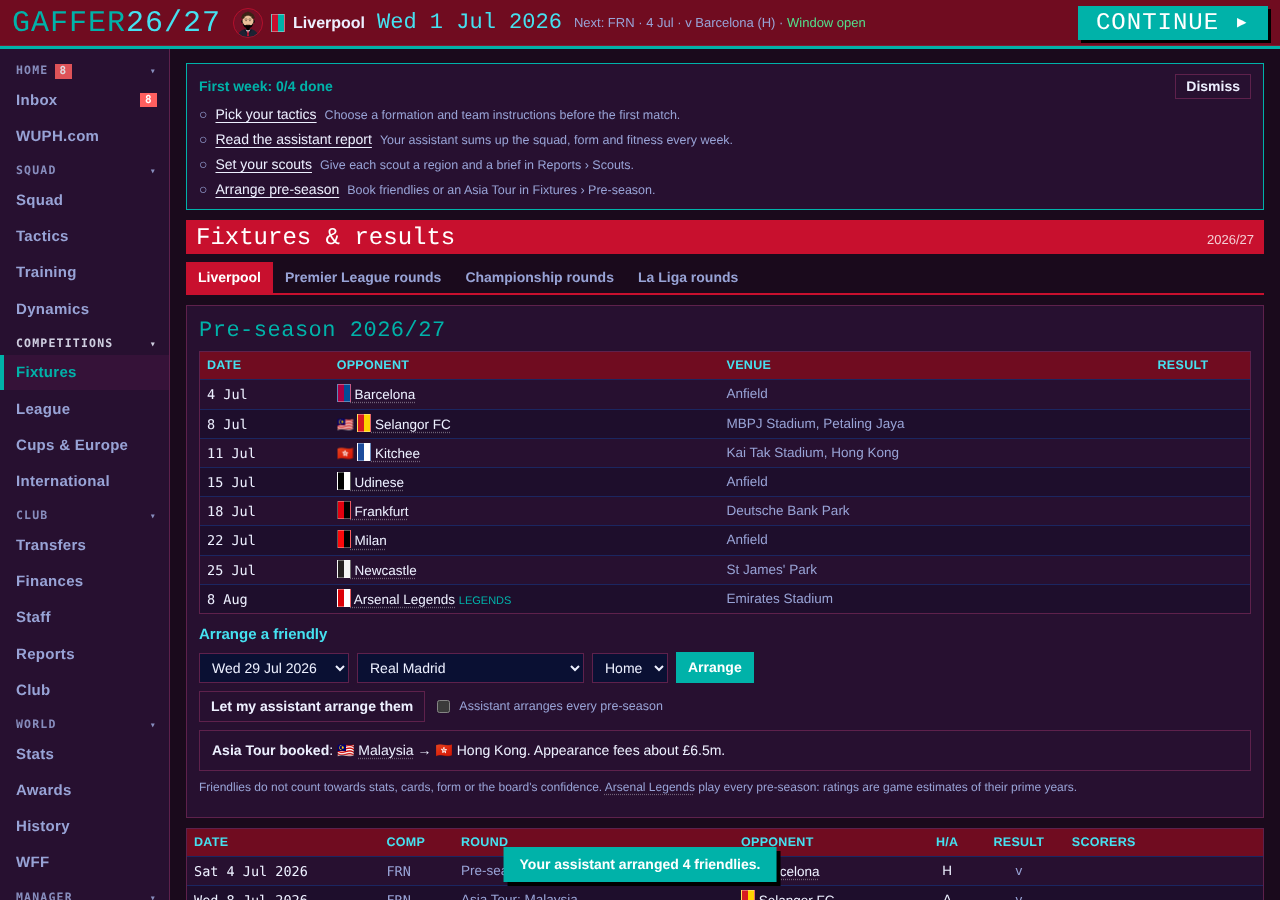 GAFFER26/27 Liverpool Wed 1 Jul 2026 Next: FRN · 4 Jul · v Barcelona (H) · Window open CONTINUE ►
HOME 8 ▾
Inbox 8
WUPH.com
SQUAD ▾
Squad
Tactics
Training
Dynamics
COMPETITIONS ▾
Fixtures
League
Cups & Europe
International
CLUB ▾
Transfers
Finances
Staff
Reports
Club
WORLD ▾
Stats
Awards
History
WFF
MANAGER ▾
First week: 0/4 done Dismiss
○ Pick your tactics Choose a formation and team instructions before the first match.
○ Read the assistant report Your assistant sums up the squad, form and fitness every week.
○ Set your scouts Give each scout a region and a brief in Reports › Scouts.
○ Arrange pre-season Book friendlies or an Asia Tour in Fixtures › Pre-season.
Fixtures & results 2026/27
Liverpool Premier League rounds Championship rounds La Liga rounds
Pre-season 2026/27
DATE OPPONENT VENUE RESULT
4 Jul Barcelona Anfield
8 Jul Selangor FC MBPJ Stadium, Petaling Jaya
11 Jul Kitchee Kai Tak Stadium, Hong Kong
15 Jul Udinese Anfield
18 Jul Frankfurt Deutsche Bank Park
22 Jul Milan Anfield
25 Jul Newcastle St James' Park
8 Aug Arsenal Legends LEGENDS Emirates Stadium
Arrange a friendly
Wed 29 Jul 2026 Real Madrid Home Arrange
Let my assistant arrange them Assistant arranges every pre-season
Asia Tour booked: Malaysia → Hong Kong. Appearance fees about £6.5m.
Friendlies do not count towards stats, cards, form or the board's confidence. Arsenal Legends play every pre-season: ratings are game estimates of their prime years.
DATE COMP ROUND OPPONENT H/A RESULT SCORERS
Sat 4 Jul 2026 FRN H v
Wed 8 Jul 2026 FRN Asia Tour: Malaysia Selangor FC A v
Your assistant arranged 4 friendlies.